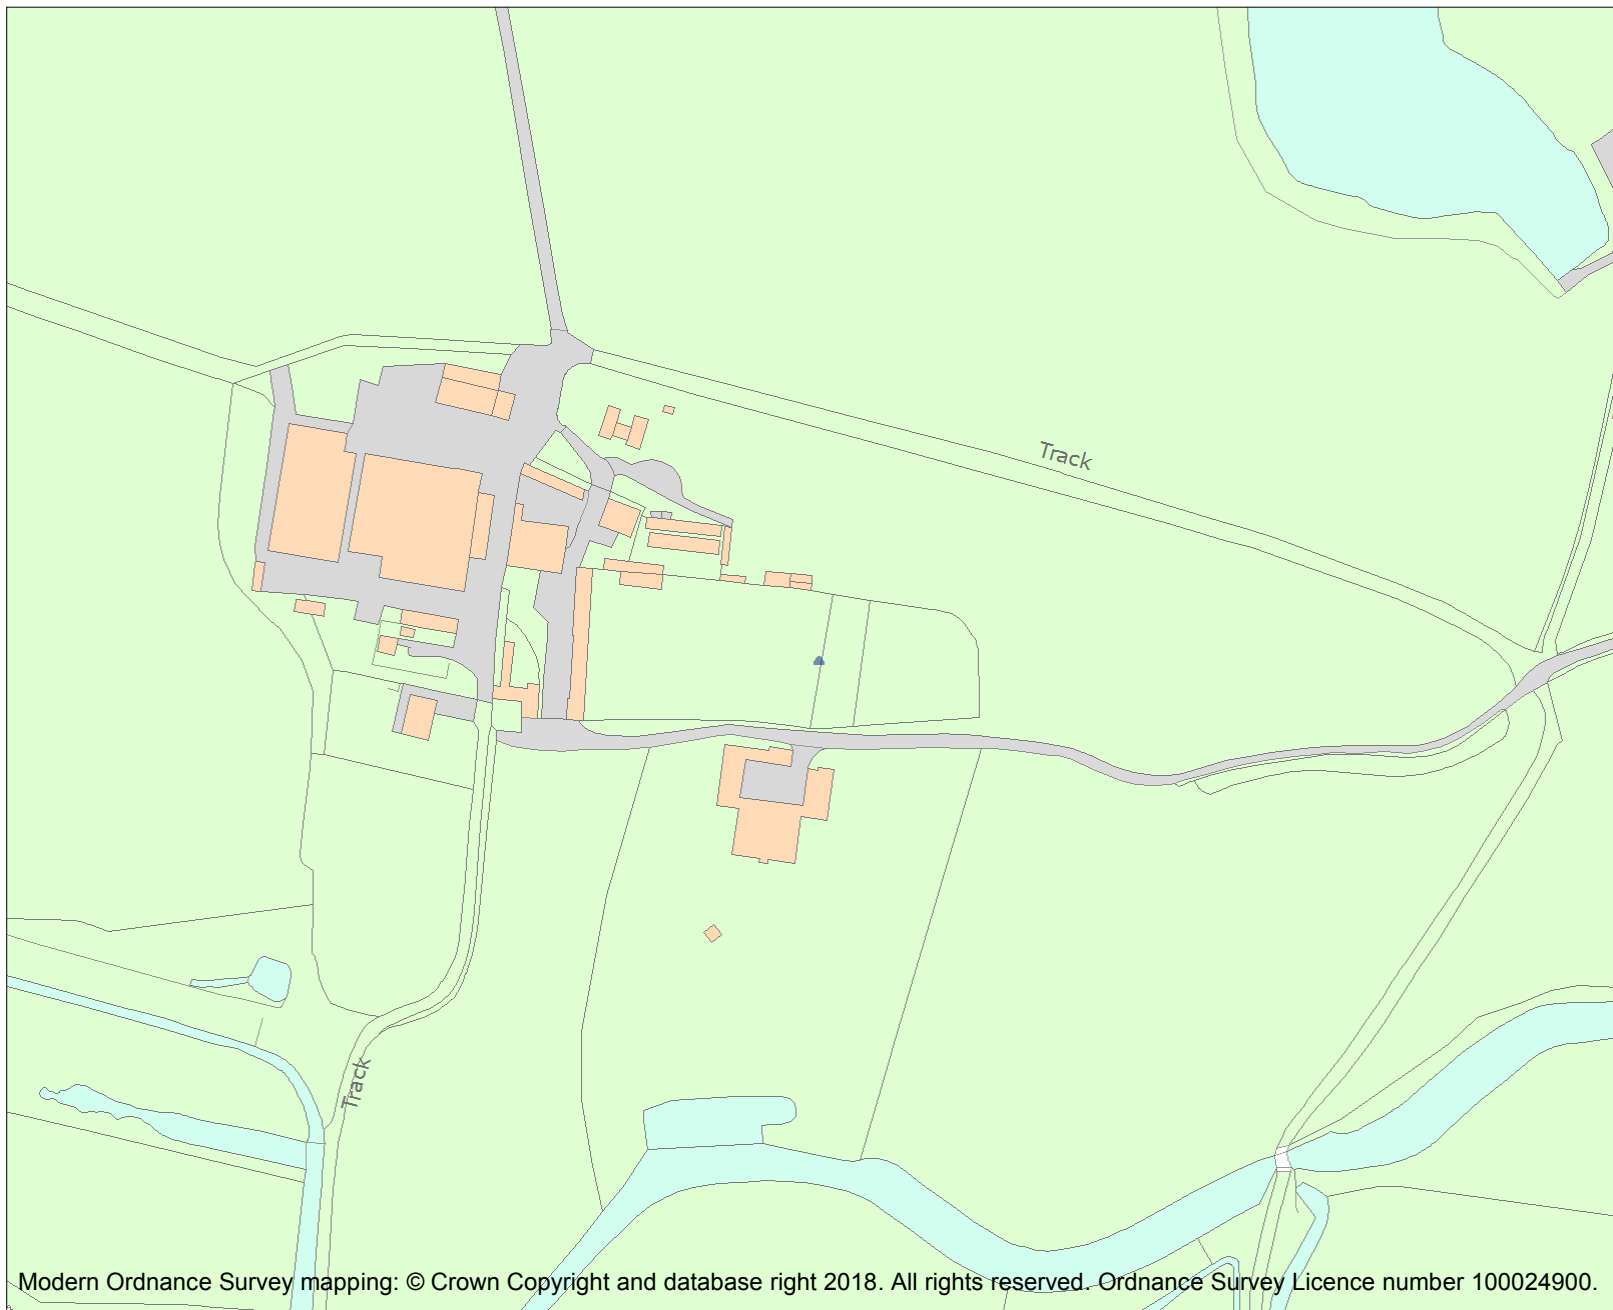 Track
Track
Modern Ordnance Survey mapping: © Crown Copyright and database right 2018. All rights reserved. Ordnance Survey Licence number 100024900.